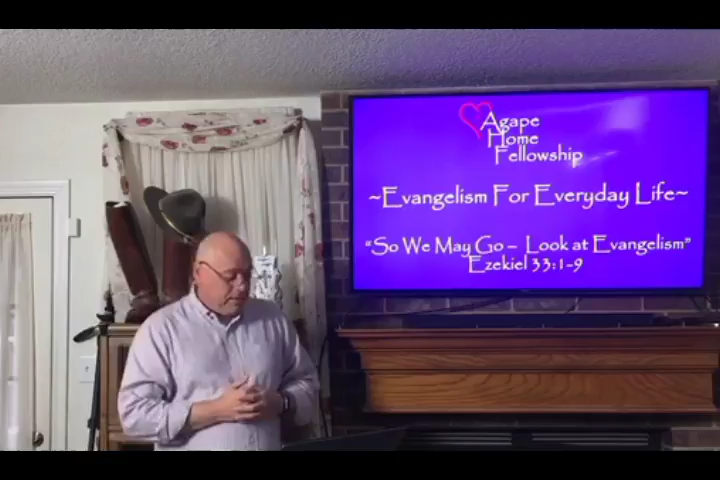 Agape
Home
Fellowship
~Evangelism For Everyday Life~
"So We May Go – Look at Evangelism"
Ezekiel 33:1-9